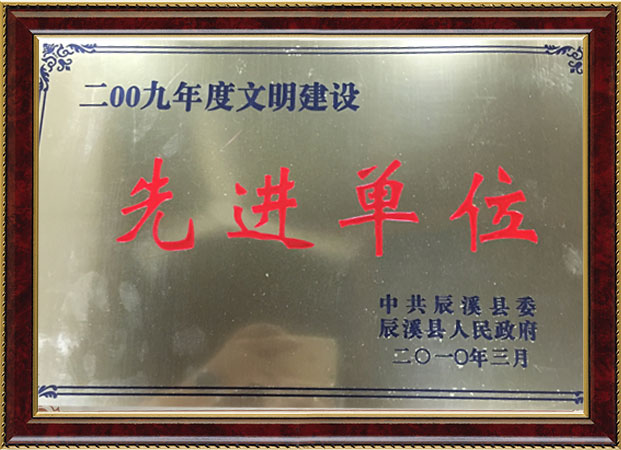 二00九年度文明建设
先进单位
中共辰溪县委
辰溪县人民政府
二〇一〇年三月